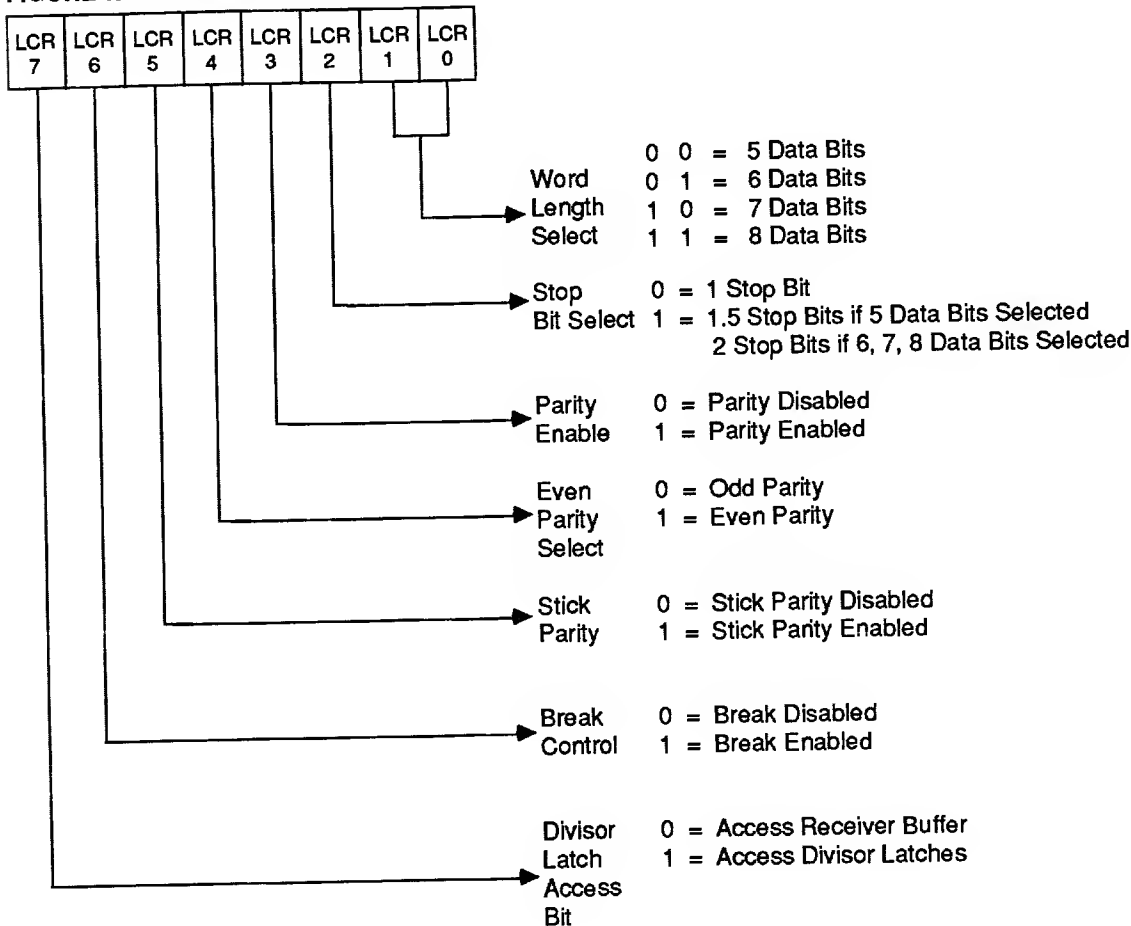 LCR LCR LCR LCR LCR LCR LCR LCR
7 6 5 4 3 2 1 0
Word Length Select
0 0 = 5 Data Bits
0 1 = 6 Data Bits
1 0 = 7 Data Bits
1 1 = 8 Data Bits
Stop Bit Select
0 = 1 Stop Bit
1 = 1.5 Stop Bits if 5 Data Bits Selected
2 Stop Bits if 6, 7, 8 Data Bits Selected
Parity Enable
0 = Parity Disabled
1 = Parity Enabled
Even Parity Select
0 = Odd Parity
1 = Even Parity
Stick Parity
0 = Stick Parity Disabled
1 = Stick Parity Enabled
Break Control
0 = Break Disabled
1 = Break Enabled
Divisor Latch Access Bit
0 = Access Receiver Buffer
1 = Access Divisor Latches